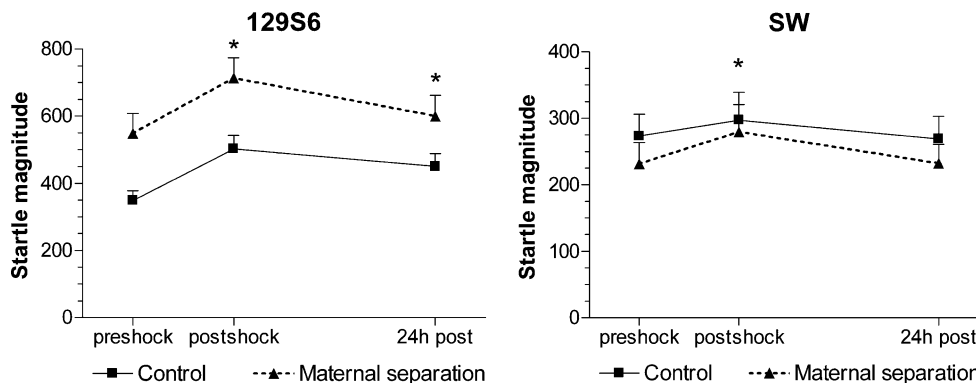 129S6
800
600
400
200
0
Startle magnitude
*
*
preshock postshock 24h post
Control Maternal separation
SW
400
300
200
100
0
Startle magnitude
*
preshock postshock 24h post
Control Maternal separation